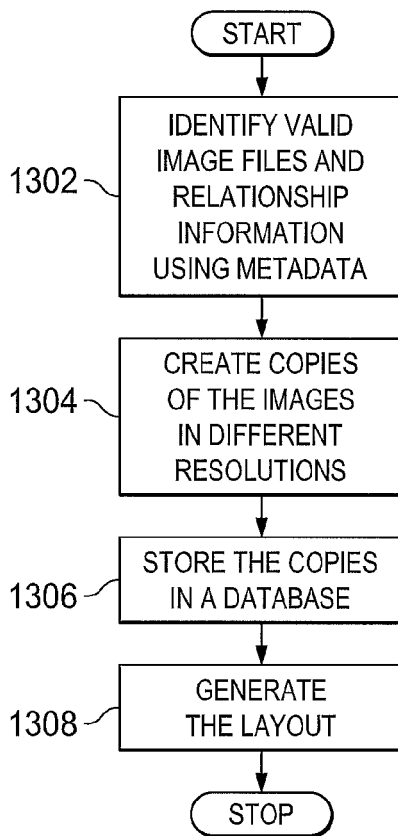 START
1302
IDENTIFY VALID
IMAGE FILES AND
RELATIONSHIP
INFORMATION
USING METADATA
1304
CREATE COPIES
OF THE IMAGES
IN DIFFERENT
RESOLUTIONS
1306
STORE THE COPIES
IN A DATABASE
1308
GENERATE
THE LAYOUT
STOP